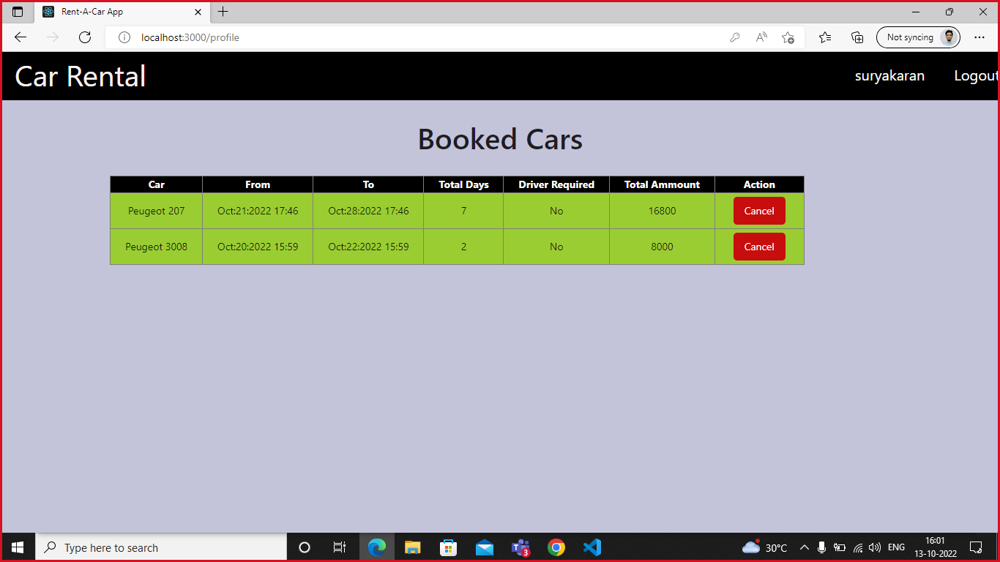 Rent-A-Car App
localhost:3000/profile
Not syncing
Car Rental suryakaran Logout
Booked Cars
Car From To Total Days Driver Required Total Ammount Action
Peugeot 207 Oct:21:2022 17:46 Oct:28:2022 17:46 7 No 16800 Cancel
Peugeot 3008 Oct:20:2022 15:59 Oct:22:2022 15:59 2 No 8000 Cancel
Type here to search 3 30°C ENG 16:01
13-10-2022